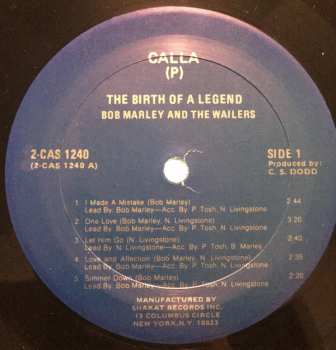 CALLA
(P)
THE BIRTH OF A LEGEND
BOB MARLEY AND THE WAILERS
2-CAS 1240
(2-CAS 1240 A)
SIDE 1
Produced by:
C. S. DODD
1 I Made A Mistake (Bob Marley) 2:44
Lead By: Bob Marley—Acc. By P. Tosh, N. Livingstone
2 One Love (Bob Marley, N. Livingstone) 3:20
Lead By: Bob Marley—Acc. By: P. Tosh, N. Livingstone
3 Let Him Go (N. Livingstone) 3:40
Lead By: N. Livingstone—Acc. By: P. Tosh, B. Marley
4 Love and Affection (Bob Marley, N. Livingstone) 2:35
Lead By: Bob Marley—Acc. By: P. Tosh, N. Livingstone
5 Simmer Down (Bob Marley) 2:20
Lead By: Bob Marley—Acc. By: P. Tosh, N. Livingstone
MANUFACTURED BY
SHAKAT RECORDS INC.
13 COLUMBUS CIRCLE
NEW YORK, N.Y. 10023